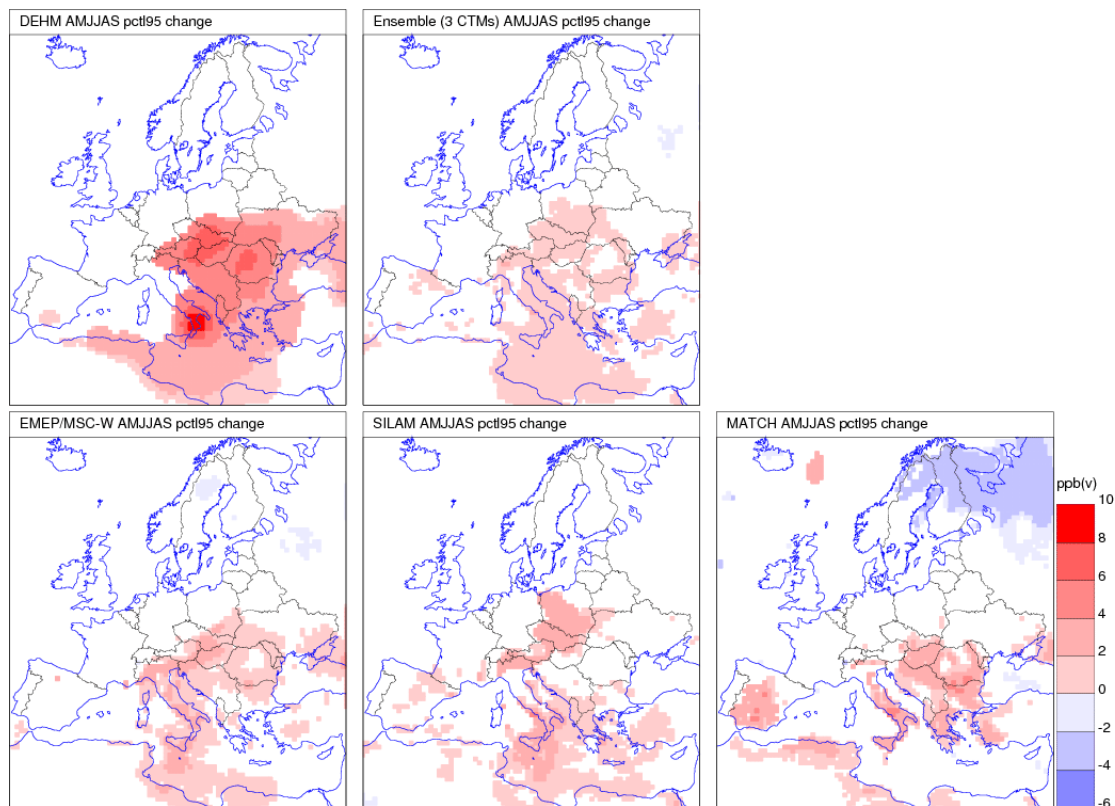 DEHM AMJJAS pctl95 change
Ensemble (3 CTMs) AMJJAS pctl95 change
EMEP/MSC-W AMJJAS pctl95 change
SILAM AMJJAS pctl95 change
MATCH AMJJAS pctl95 change
ppb(v)
10
8
6
4
2
0
-2
-4
-6